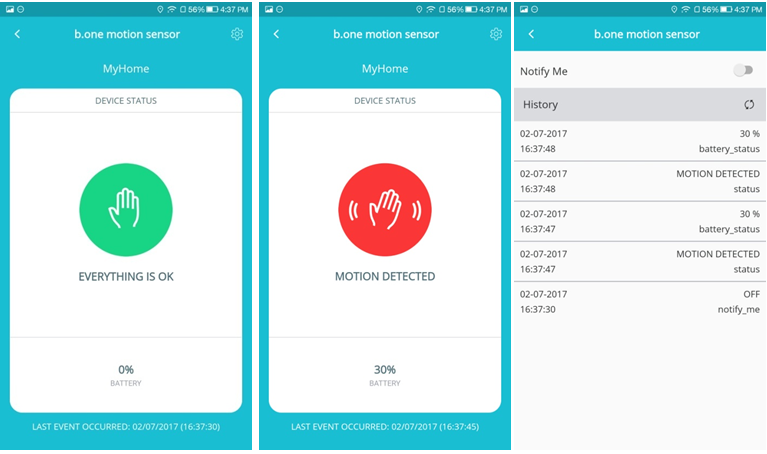 56% 4:37 PM
b.one motion sensor
MyHome
DEVICE STATUS
EVERYTHING IS OK
0%
BATTERY
LAST EVENT OCCURRED: 02/07/2017 (16:37:30)
56% 4:37 PM
b.one motion sensor
MyHome
DEVICE STATUS
MOTION DETECTED
30%
BATTERY
LAST EVENT OCCURRED: 02/07/2017 (16:37:45)
56% 4:37 PM
b.one motion sensor
Notify Me
History
02-07-2017 30 %
16:37:48 battery_status
02-07-2017 MOTION DETECTED
16:37:48 status
02-07-2017 30 %
16:37:47 battery_status
02-07-2017 MOTION DETECTED
16:37:47 status
02-07-2017 OFF
16:37:30 notify_me